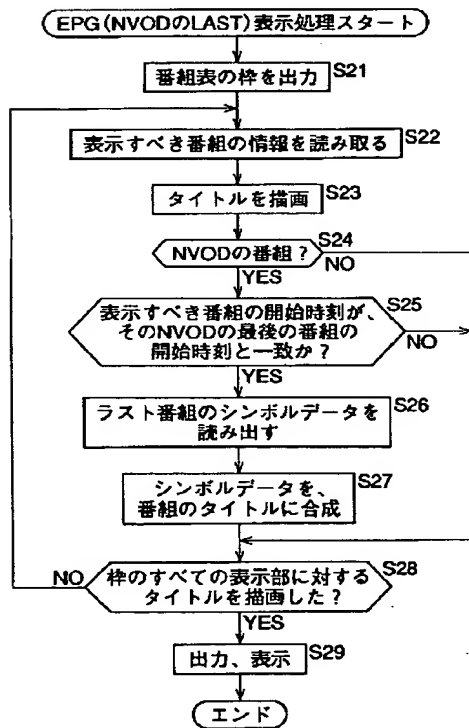 EPG(NVODのLAST)表示処理スタート
番組表の枠を出力
S21
表示すべき番組の情報を読み取る
S22
タイトルを描画
S23
NVODの番組?
S24
NO
YES
表示すべき番組の開始時刻が、
そのNVODの最後の番組の
開始時刻と一致か?
S25
NO
YES
ラスト番組のシンボルデータを
読み出す
S26
シンボルデータを、
番組のタイトルに合成
S27
枠のすべての表示部に対する
タイトルを描画した?
S28
NO
YES
出力、表示
S29
エンド